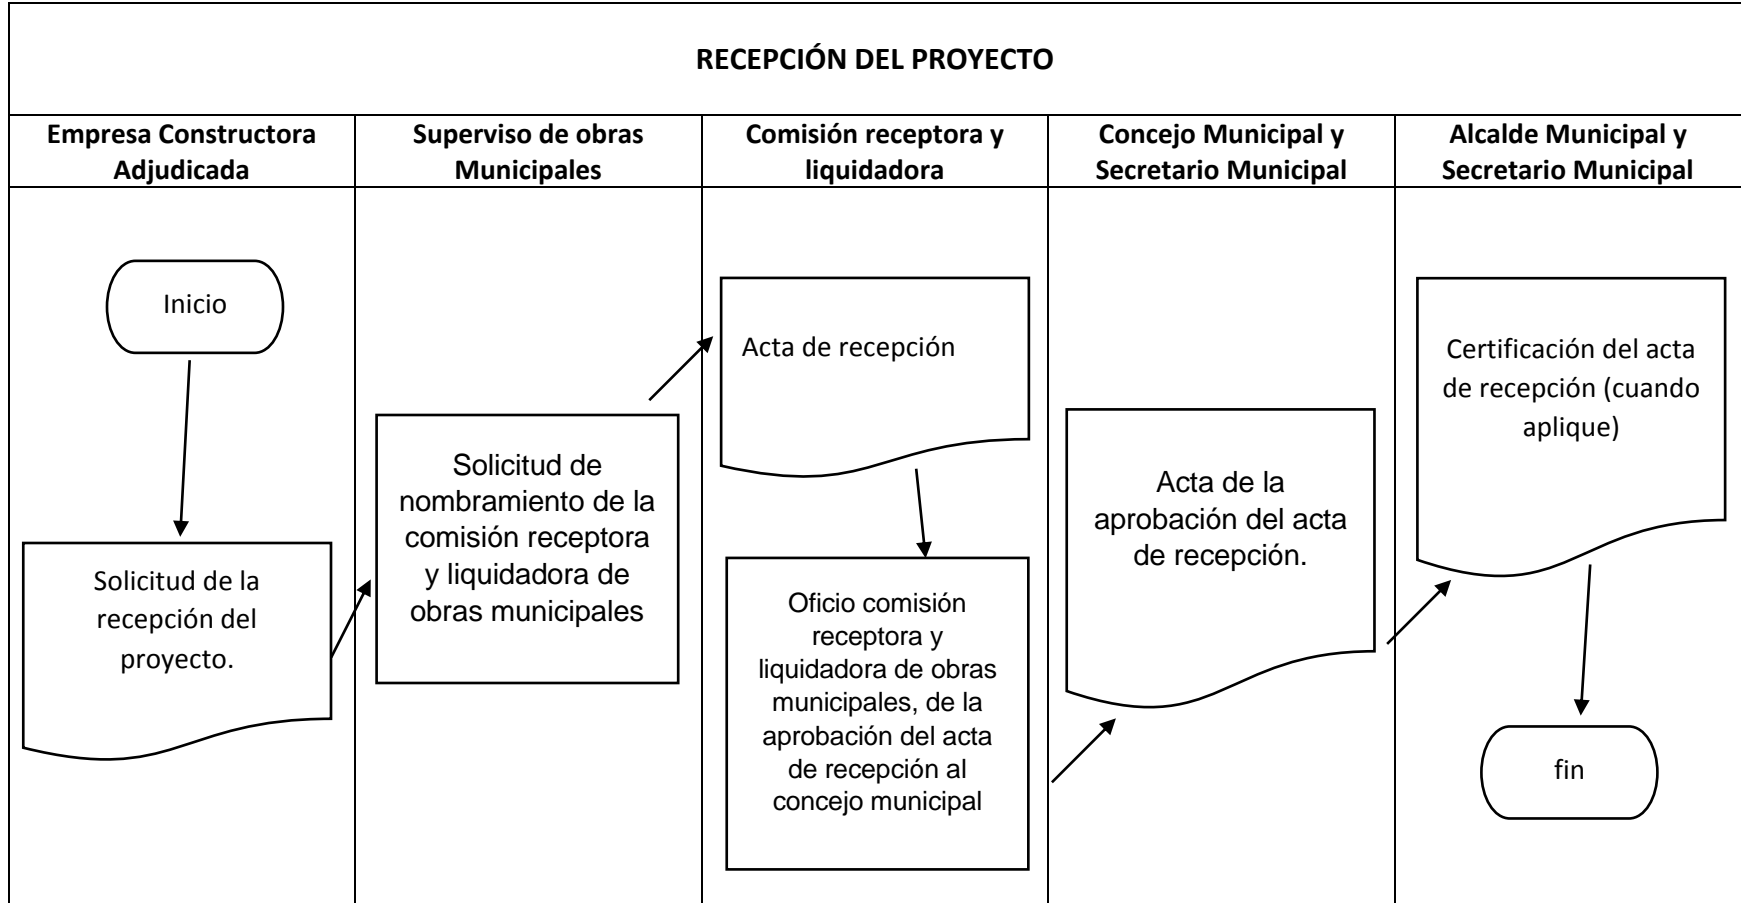 RECEPCIÓN DEL PROYECTO
Empresa Constructora
Adjudicada
Superviso de obras
Municipales
Comisión receptora y
liquidadora
Concejo Municipal y
Secretario Municipal
Alcalde Municipal y
Secretario Municipal
Inicio
Solicitud de la
recepción del
proyecto.
Solicitud de
nombramiento de la
comisión receptora
y liquidadora de
obras municipales
Acta de recepción
Oficio comisión
receptora y
liquidadora de obras
municipales, de la
aprobación del acta
de recepción al
concejo municipal
Acta de la
aprobación del acta
de recepción.
Certificación del acta
de recepción (cuando
aplique)
fin